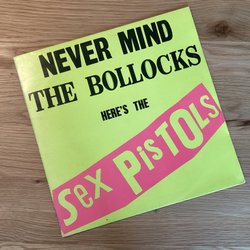 NEVER MIND
THE BOLLOCKS
HERE'S THE
Sex PiSTOLS